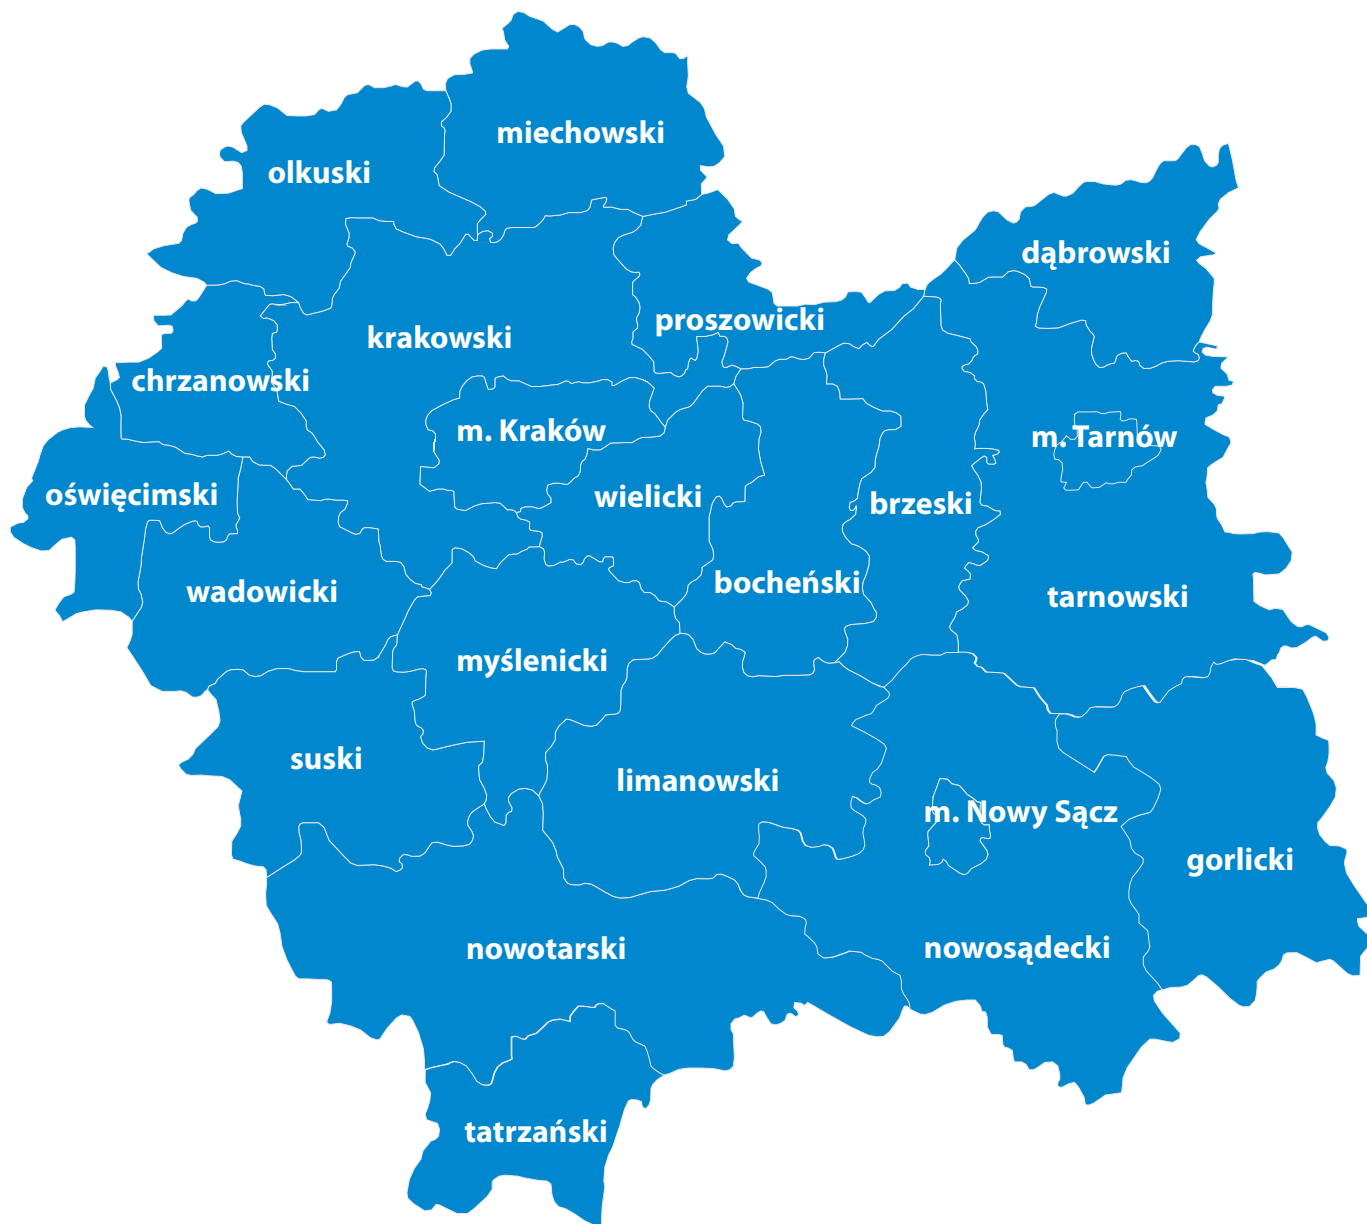 miechowski
olkuski
dąbrowski
proszowicki
krakowski
chrzanowski
m. Kraków
m. Tarnów
oświęcimski
wielicki
brzeski
bocheński
wadowicki
tarnowski
myślenicki
suski
limanowski
m. Nowy Sącz
gorlicki
nowotarski
nowosądecki
tatrzański